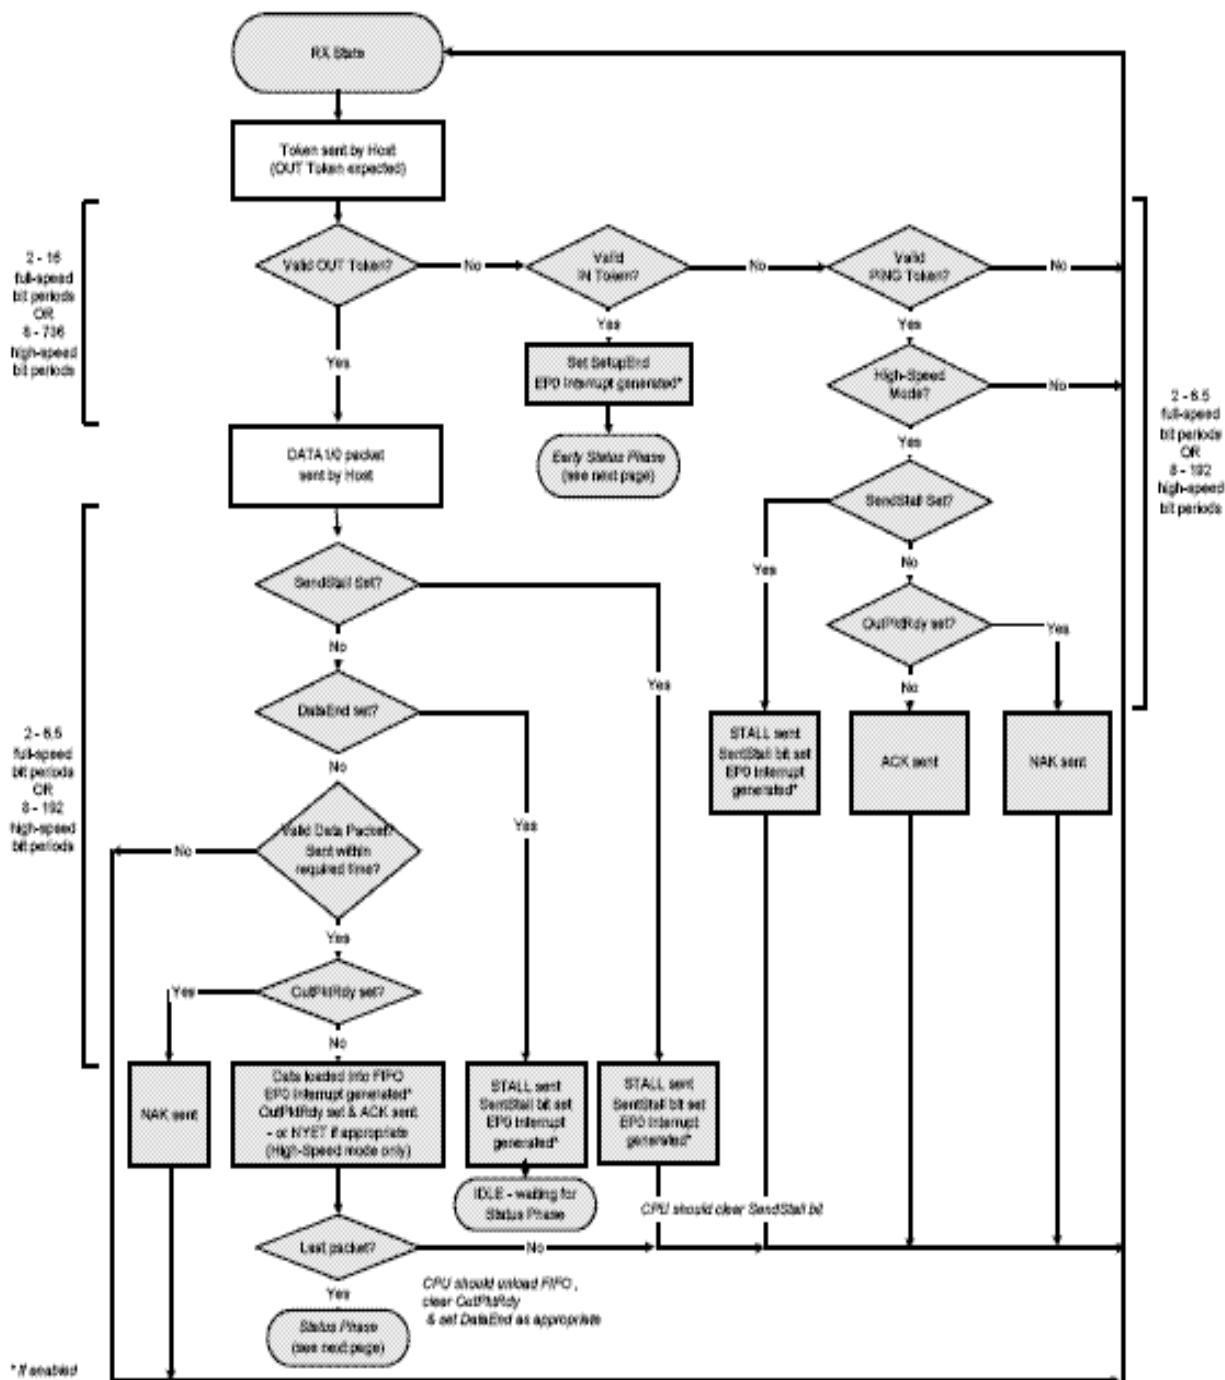 RX State
Token sent by Host
(OUT Token expected)
2 - 16
full-speed
bit periods
OR
8 - 736
high-speed
bit periods
Valid OUT Token?
No
Valid
IN Token?
No
Valid
PING Token?
No
Yes
Yes
Yes
Set SetupEnd
EP0 Interrupt generated*
High-Speed
Mode?
No
Early Status Phase
(see next page)
Yes
2 - 6.5
full-speed
bit periods
OR
8 - 192
high-speed
bit periods
DATA1/0 packet
sent by Host
SendStall Set?
Yes
No
SendStall Set?
No
Yes
OutPktRdy set?
Yes
No
DataEnd set?
No
Yes
STALL sent
SentStall bit set
EP0 Interrupt
generated*
ACK sent
NAK sent
2 - 6.5
full-speed
bit periods
OR
8 - 192
high-speed
bit periods
Valid Data Packet?
Sent within
required time?
No
Yes
OutPktRdy set?
Yes
No
NAK sent
Data loaded into FIFO
EP0 Interrupt generated*
OutPktRdy set & ACK sent
- or NYET if appropriate
(High-Speed mode only)
STALL sent
SentStall bit set
EP0 Interrupt
generated*
STALL sent
SentStall bit set
EP0 Interrupt
generated*
IDLE - waiting for
Status Phase
CPU should clear SendStall bit
Last packet?
No
Yes
CPU should unload FIFO ,
clear OutPktRdy
& set DataEnd as appropriate
Status Phase
(see next page)
* If enabled